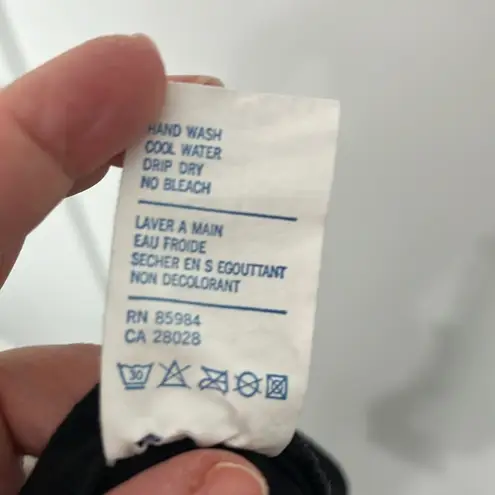 HAND WASH
COOL WATER
DRIP DRY
NO BLEACH
LAVER A MAIN
EAU FROIDE
SECHER EN S EGOUTTANT
NON DECOLORANT
RN 85984
CA 28028
30